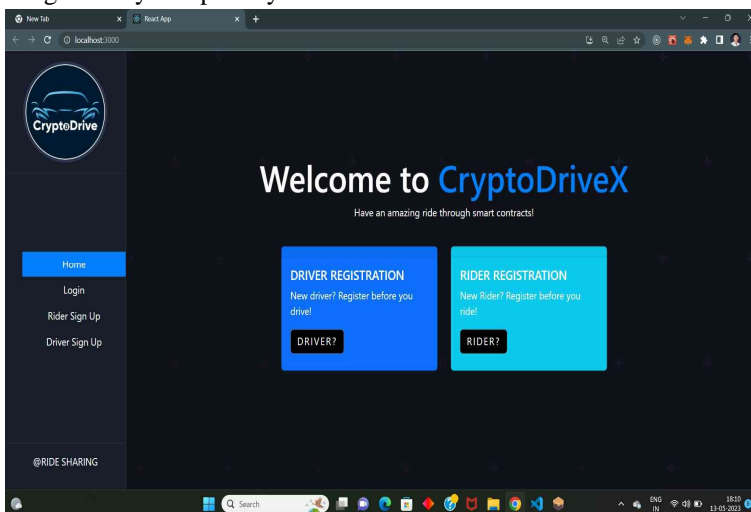 New Tab
React App
localhost:3000
CryptoDrive
Welcome to CryptoDriveX
Have an amazing ride through smart contracts!
Home
Login
Rider Sign Up
Driver Sign Up
DRIVER REGISTRATION
New driver? Register before you
drive!
DRIVER?
RIDER REGISTRATION
New Rider? Register before you
ride!
RIDER?
@RIDE SHARING
Search
ENG
IN
18:10
13-05-2023